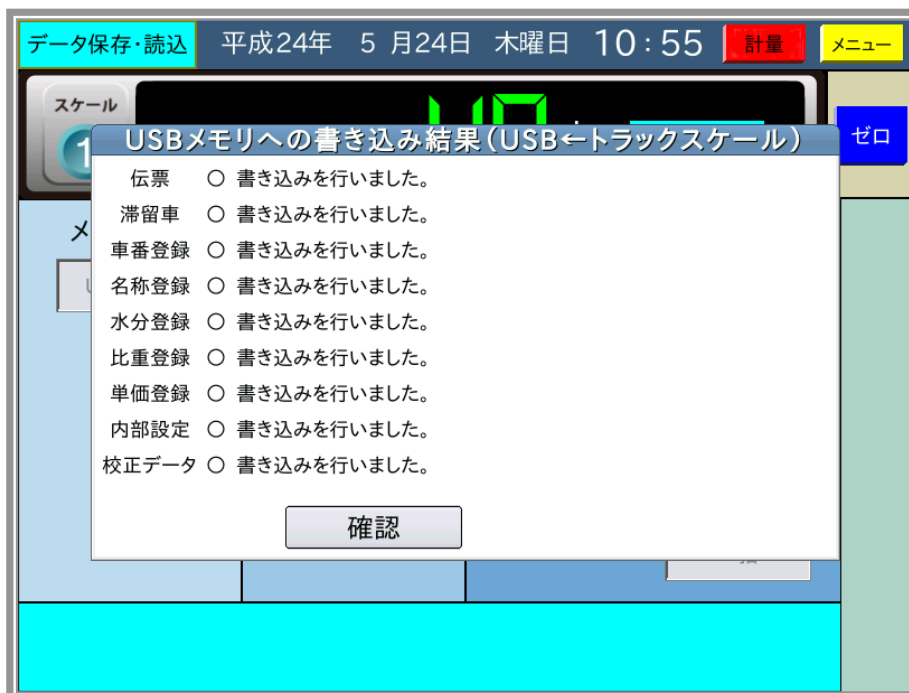 データ保存・読込 平成24年 5月24日 木曜日 10:55 計量 メニュー
スケール
1
ゼロ
USBメモリへの書き込み結果(USB←トラックスケール)
伝票 ○ 書き込みを行いました。
滞留車 ○ 書き込みを行いました。
車番登録 ○ 書き込みを行いました。
名称登録 ○ 書き込みを行いました。
水分登録 ○ 書き込みを行いました。
比重登録 ○ 書き込みを行いました。
単価登録 ○ 書き込みを行いました。
内部設定 ○ 書き込みを行いました。
校正データ ○ 書き込みを行いました。
確認
メ